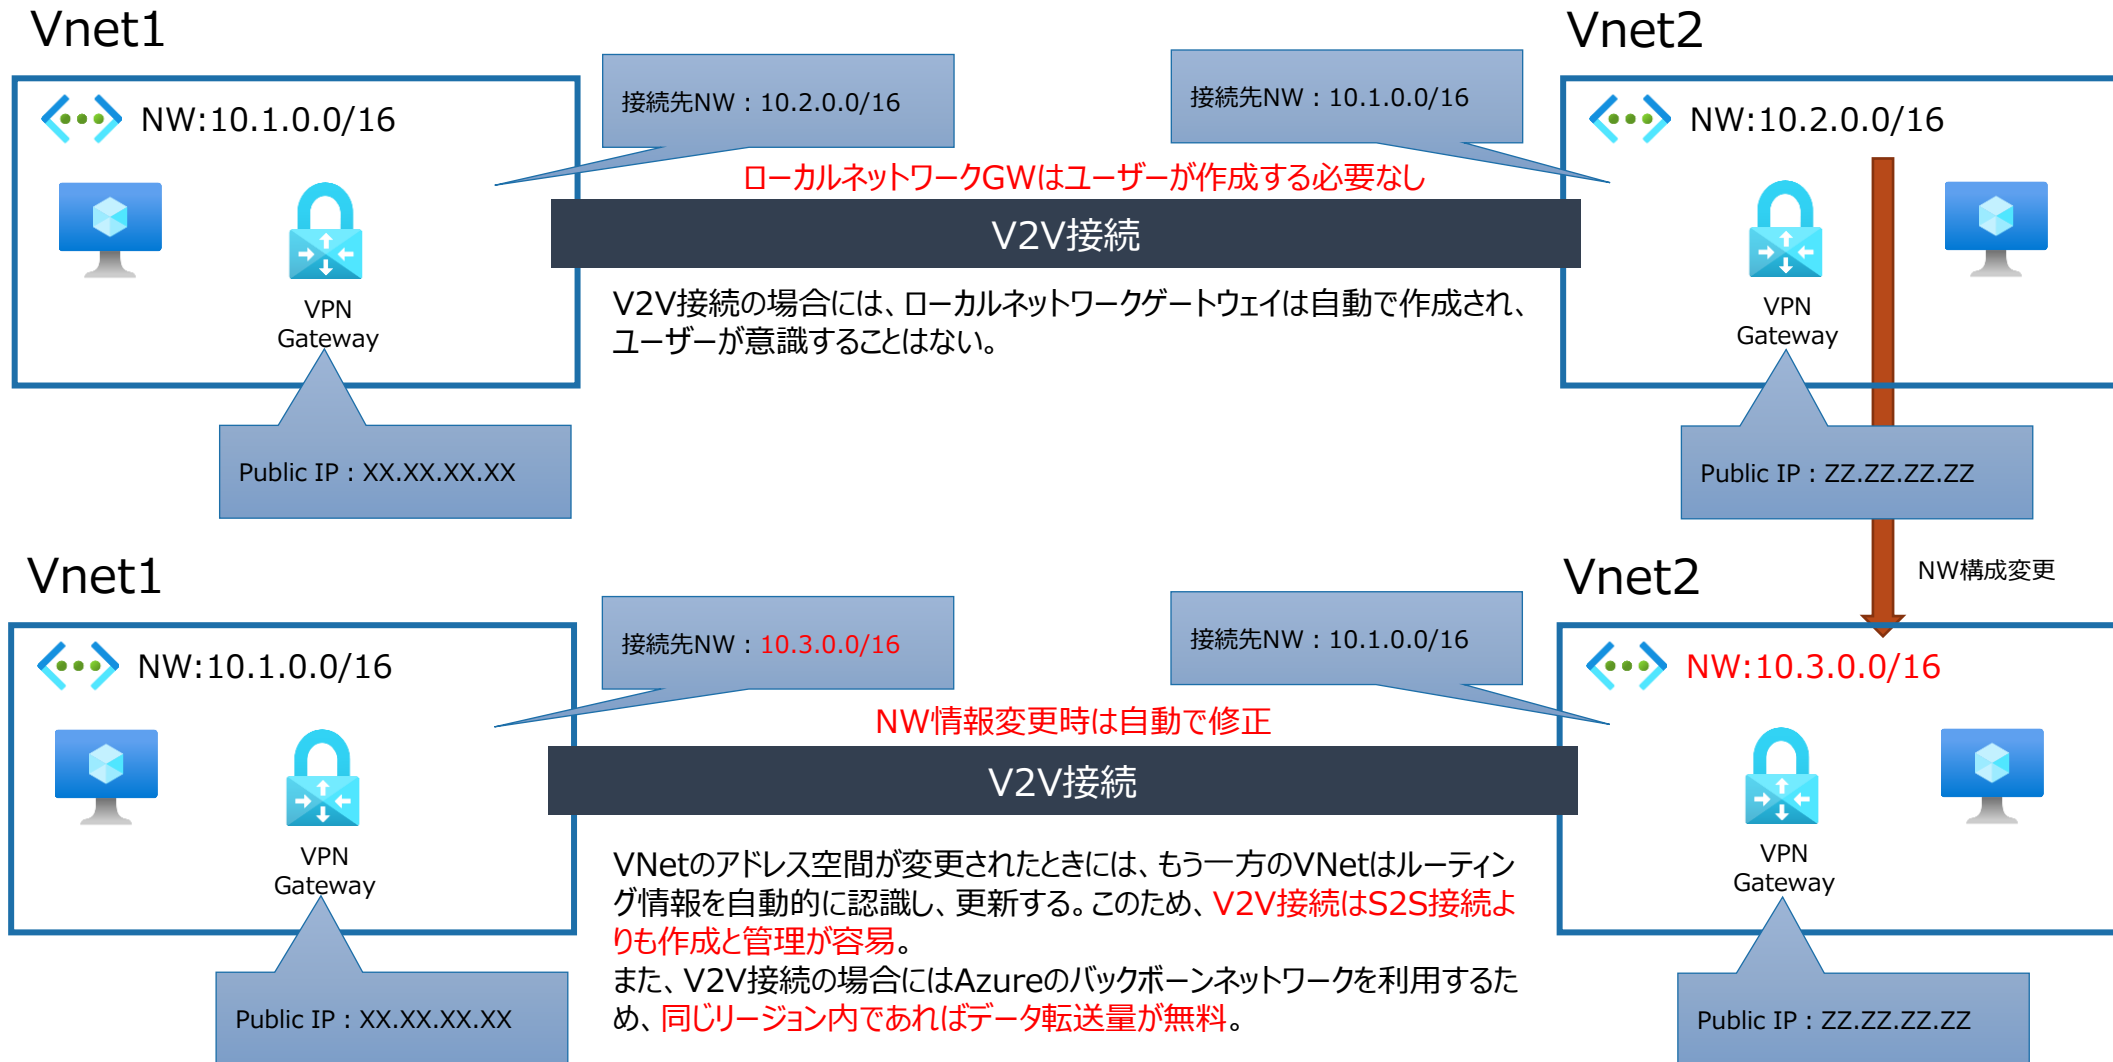 Vnet1
Vnet2
接続先NW：10.2.0.0/16
接続先NW：10.1.0.0/16
NW:10.1.0.0/16
NW:10.2.0.0/16
ローカルネットワークGWはユーザーが作成する必要なし
V2V接続
VPN
Gateway
VPN
Gateway
V2V接続の場合には、ローカルネットワークゲートウェイは自動で作成され、
ユーザーが意識することはない。
Public IP：XX.XX.XX.XX
Public IP：ZZ.ZZ.ZZ.ZZ
NW構成変更
Vnet1
Vnet2
接続先NW：10.3.0.0/16
接続先NW：10.1.0.0/16
NW:10.1.0.0/16
NW:10.3.0.0/16
NW情報変更時は自動で修正
V2V接続
VPN
Gateway
VPN
Gateway
VNetのアドレス空間が変更されたときには、もう一方のVNetはルーティン
グ情報を自動的に認識し、更新する。このため、V2V接続はS2S接続よ
りも作成と管理が容易。
また、V2V接続の場合にはAzureのバックボーンネットワークを利用するた
め、同じリージョン内であればデータ転送量が無料。
Public IP：XX.XX.XX.XX
Public IP：ZZ.ZZ.ZZ.ZZ